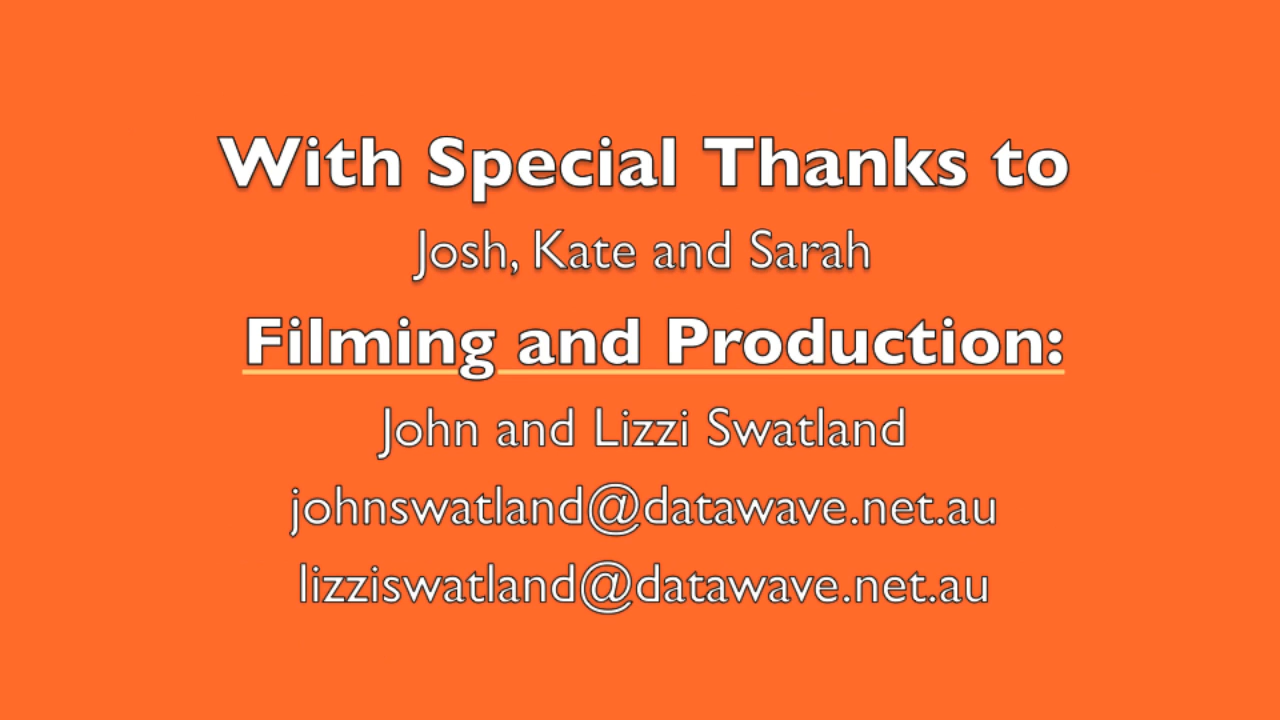 With Special Thanks to
Josh, Kate and Sarah
Filming and Production:
John and Lizzi Swatland
johnswatland@datawave.net.au
lizziswatland@datawave.net.au